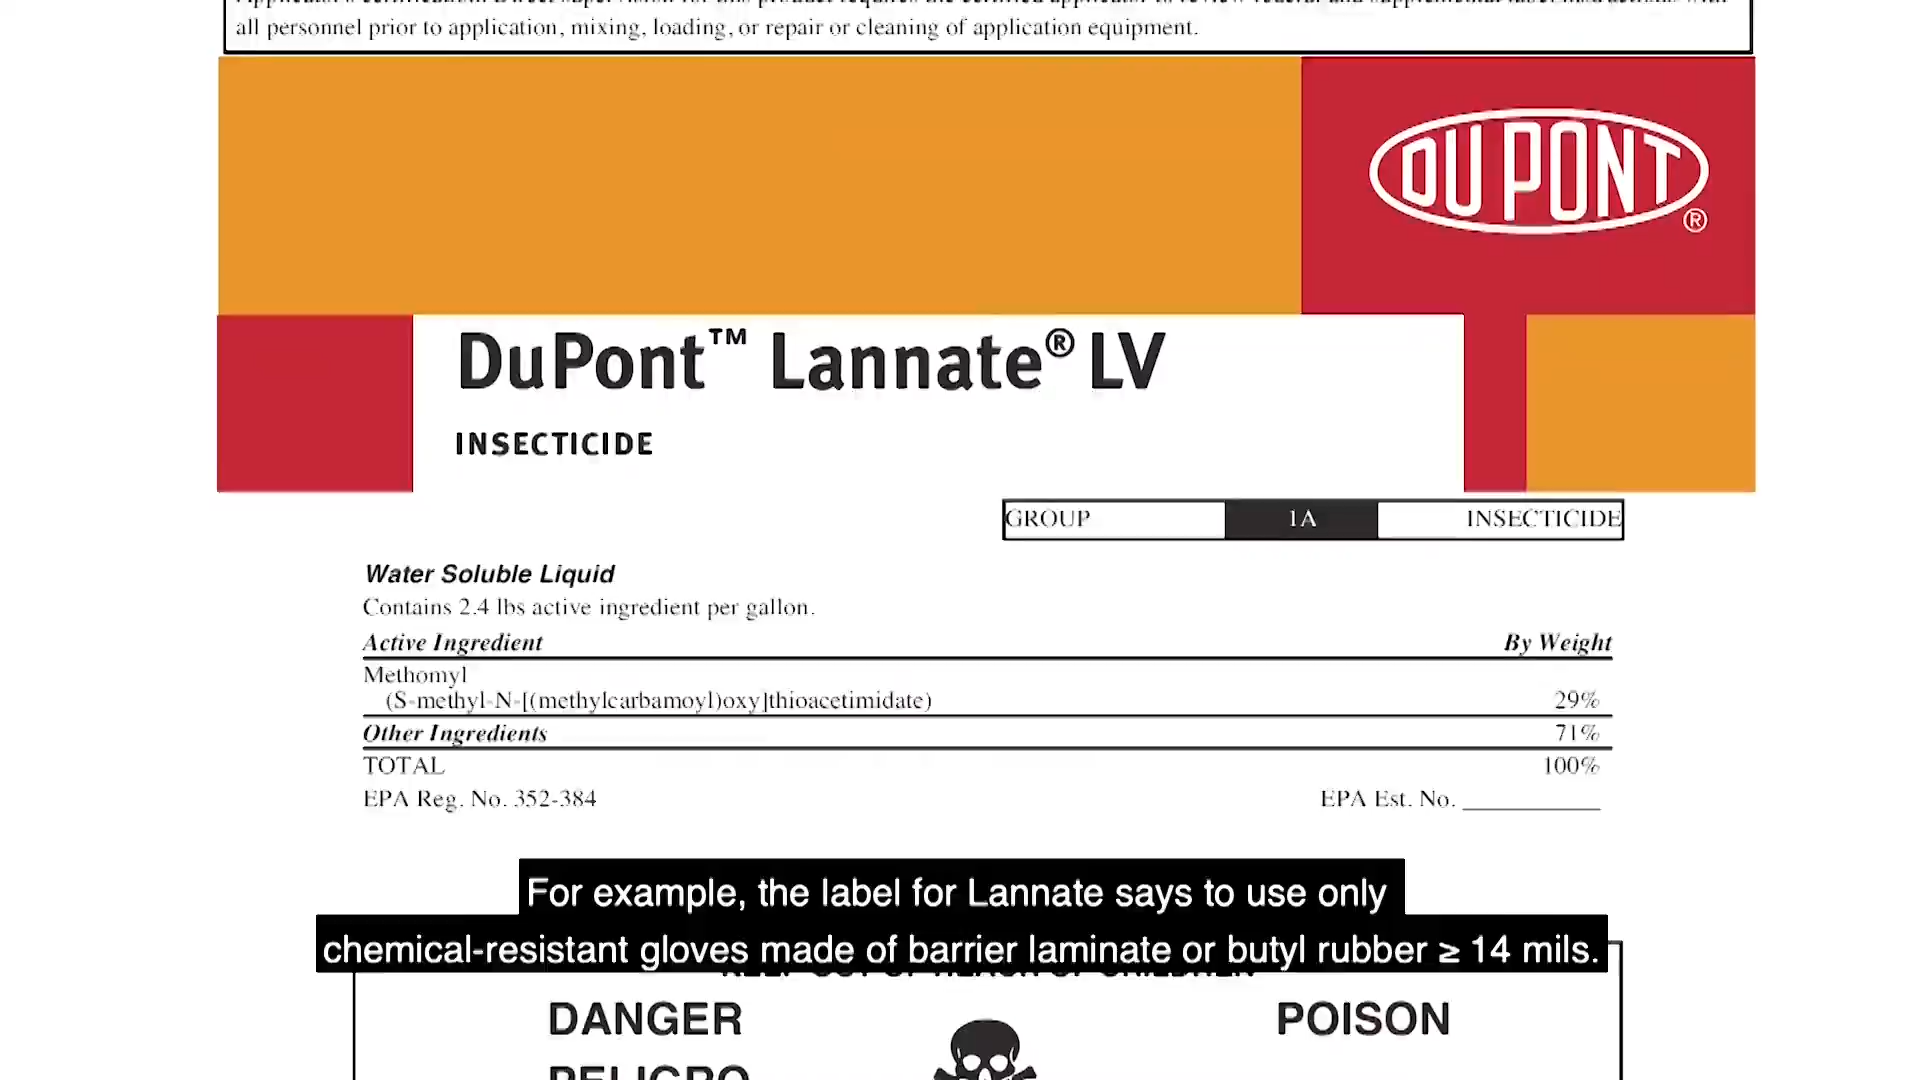 all personnel prior to application, mixing, loading, or repair or cleaning of application equipment.
DU PONT®
DuPont™ Lannate® LV
INSECTICIDE
GROUP 1A INSECTICIDE
Water Soluble Liquid
Contains 2.4 lbs active ingredient per gallon.
Active Ingredient By Weight
Methomyl
(S-methyl-N-[(methylcarbamoyl)oxy]thioacetimidate) 29%
Other Ingredients 71%
TOTAL 100%
EPA Reg. No. 352-384 EPA Est. No.
For example, the label for Lannate says to use only
chemical-resistant gloves made of barrier laminate or butyl rubber ≥ 14 mils.
DANGER POISON
PELIGRO